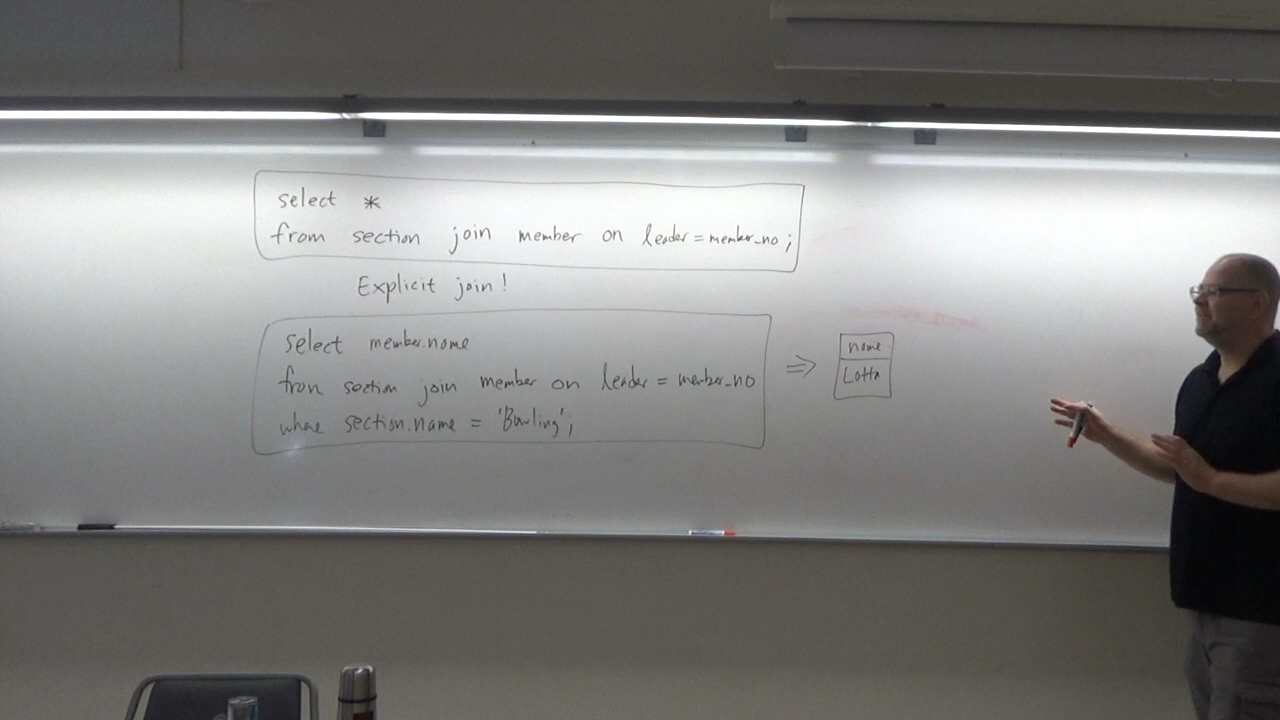 select *
from section join member on leader = member_no ;
Explicit join !
select member.name
from section join member on leader = member_no
where section.name = 'Bowling';
⇒
name
Lotta